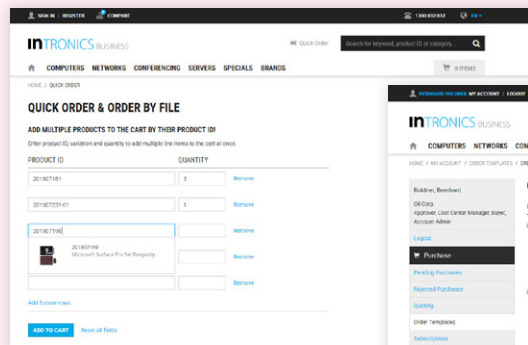 SIGN IN | REGISTER COMPARE 1300 032 032 EN
INTRONICS BUSINESS Quick Order Search for keyword, product ID or category...
COMPUTERS NETWORKS CONFERENCING SERVERS SPECIALS BRANDS 0 ITEMS
HOME / QUICK ORDER
QUICK ORDER & ORDER BY FILE
ADD MULTIPLE PRODUCTS TO THE CART BY THEIR PRODUCT ID!
Enter product ID, variation and quantity to add multiple line items to the cart at once.
PRODUCT ID QUANTITY
201807181 3 Remove
201807231-01 1 Remove
201807198 Remove
201807198
Microsoft Surface Pro Sig Burgundy
Remove
Remove
Add 5 more rows
ADD TO CART Reset all fields
MY ACCOUNT | LOGOUT
INTRONICS BUSINESS
COMPUTERS NETWORKS CON
HOME / MY ACCOUNT / ORDER TEMPLATES /
Boldner, Bernhard
Oil Corp
Approver, Cost Center Manager, Buyer,
Account Admin
Logout
Purchase
Pending Purchases
Rejected Purchases
Quoting
Order Templates
Subscriptions